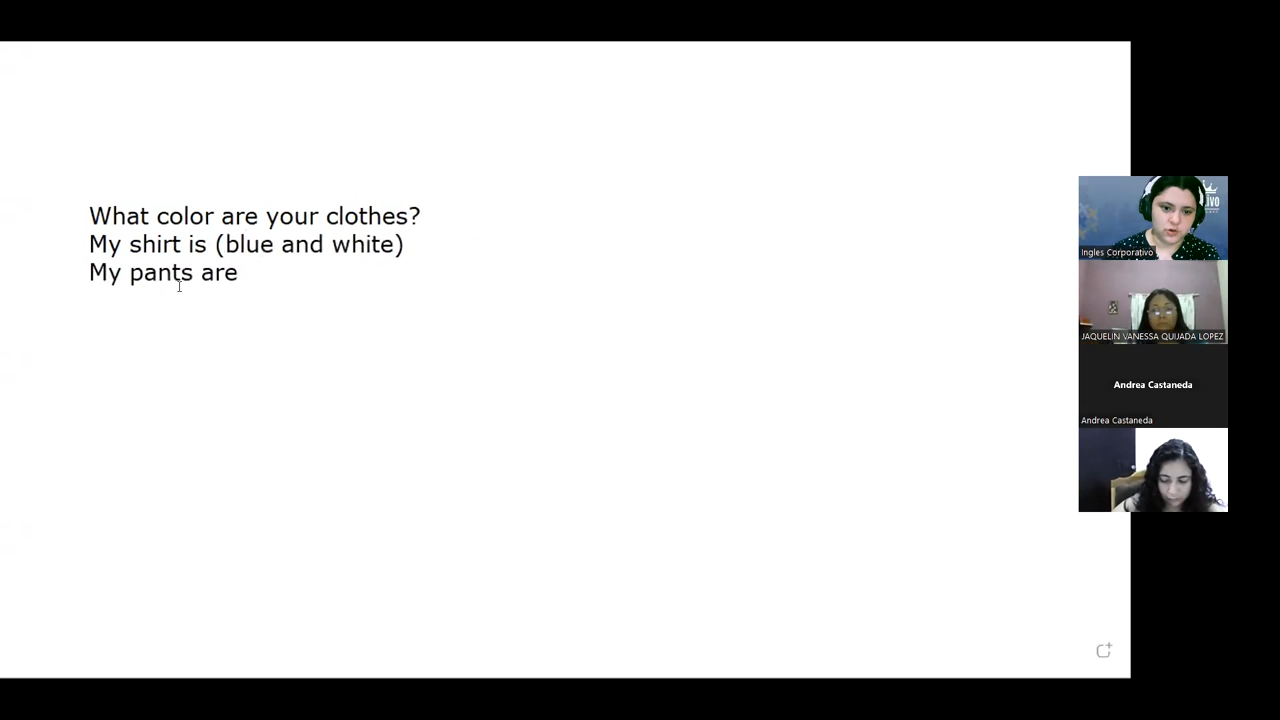 What color are your clothes?
My shirt is (blue and white)
My pants are
Ingles Corporativo
JAQUELIN VANESSA QUIJADA LOPEZ
Andrea Castaneda
Andrea Castaneda